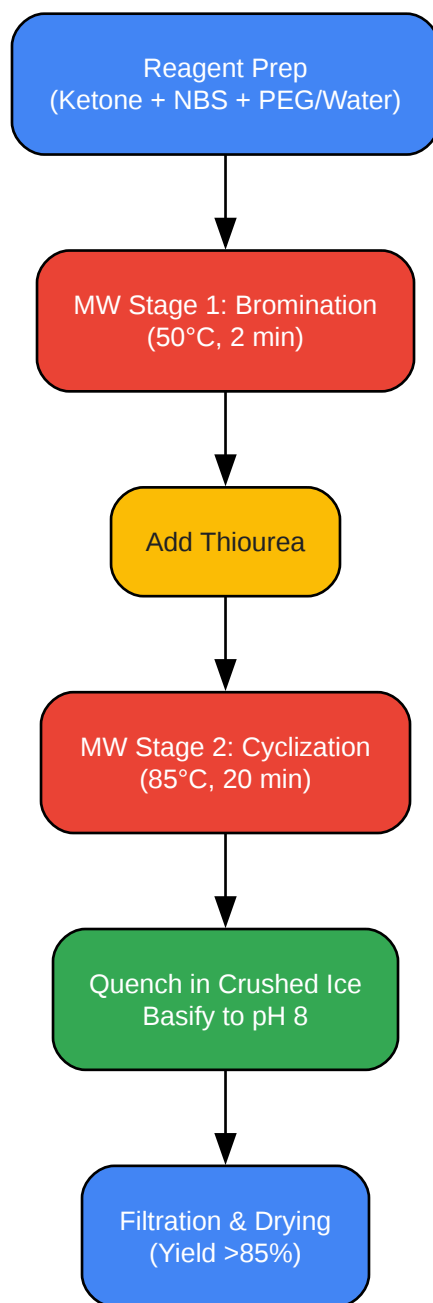 Reagent Prep
(Ketone + NBS + PEG/Water)
MW Stage 1: Bromination
(50°C, 2 min)
Add Thiourea
MW Stage 2: Cyclization
(85°C, 20 min)
Quench in Crushed Ice
Basify to pH 8
Filtration & Drying
(Yield >85%)